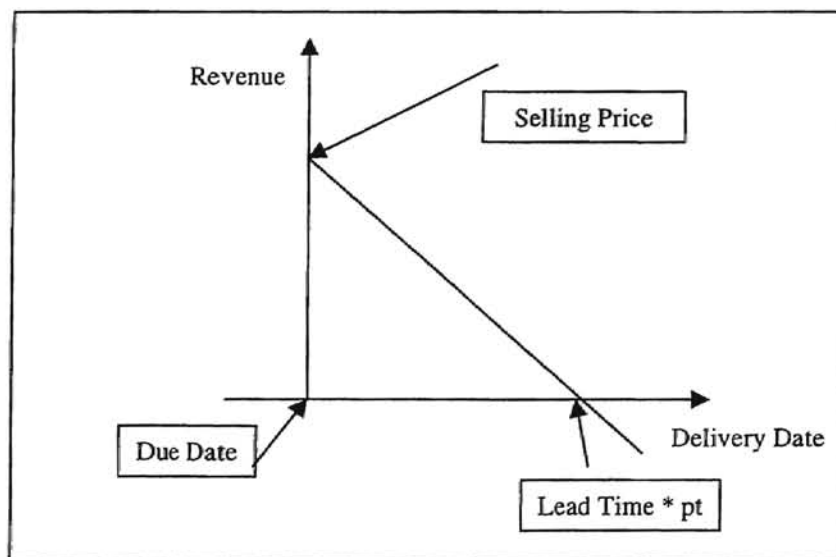 Revenue
Selling Price
Due Date
Delivery Date
Lead Time * pt